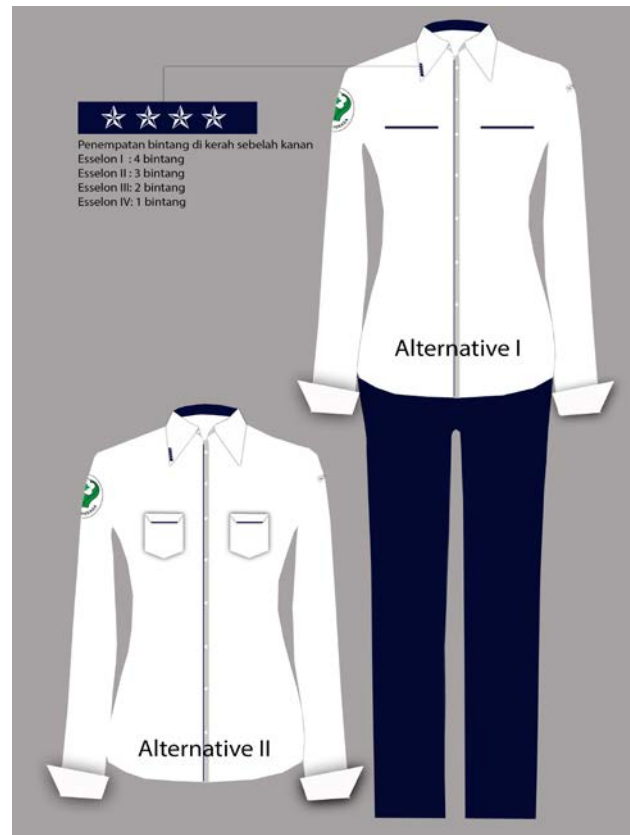 Penempatan bintang di kerah sebelah kanan
Esselon I : 4 bintang
Esselon II : 3 bintang
Esselon III: 2 bintang
Esselon IV: 1 bintang
Alternative I
Alternative II